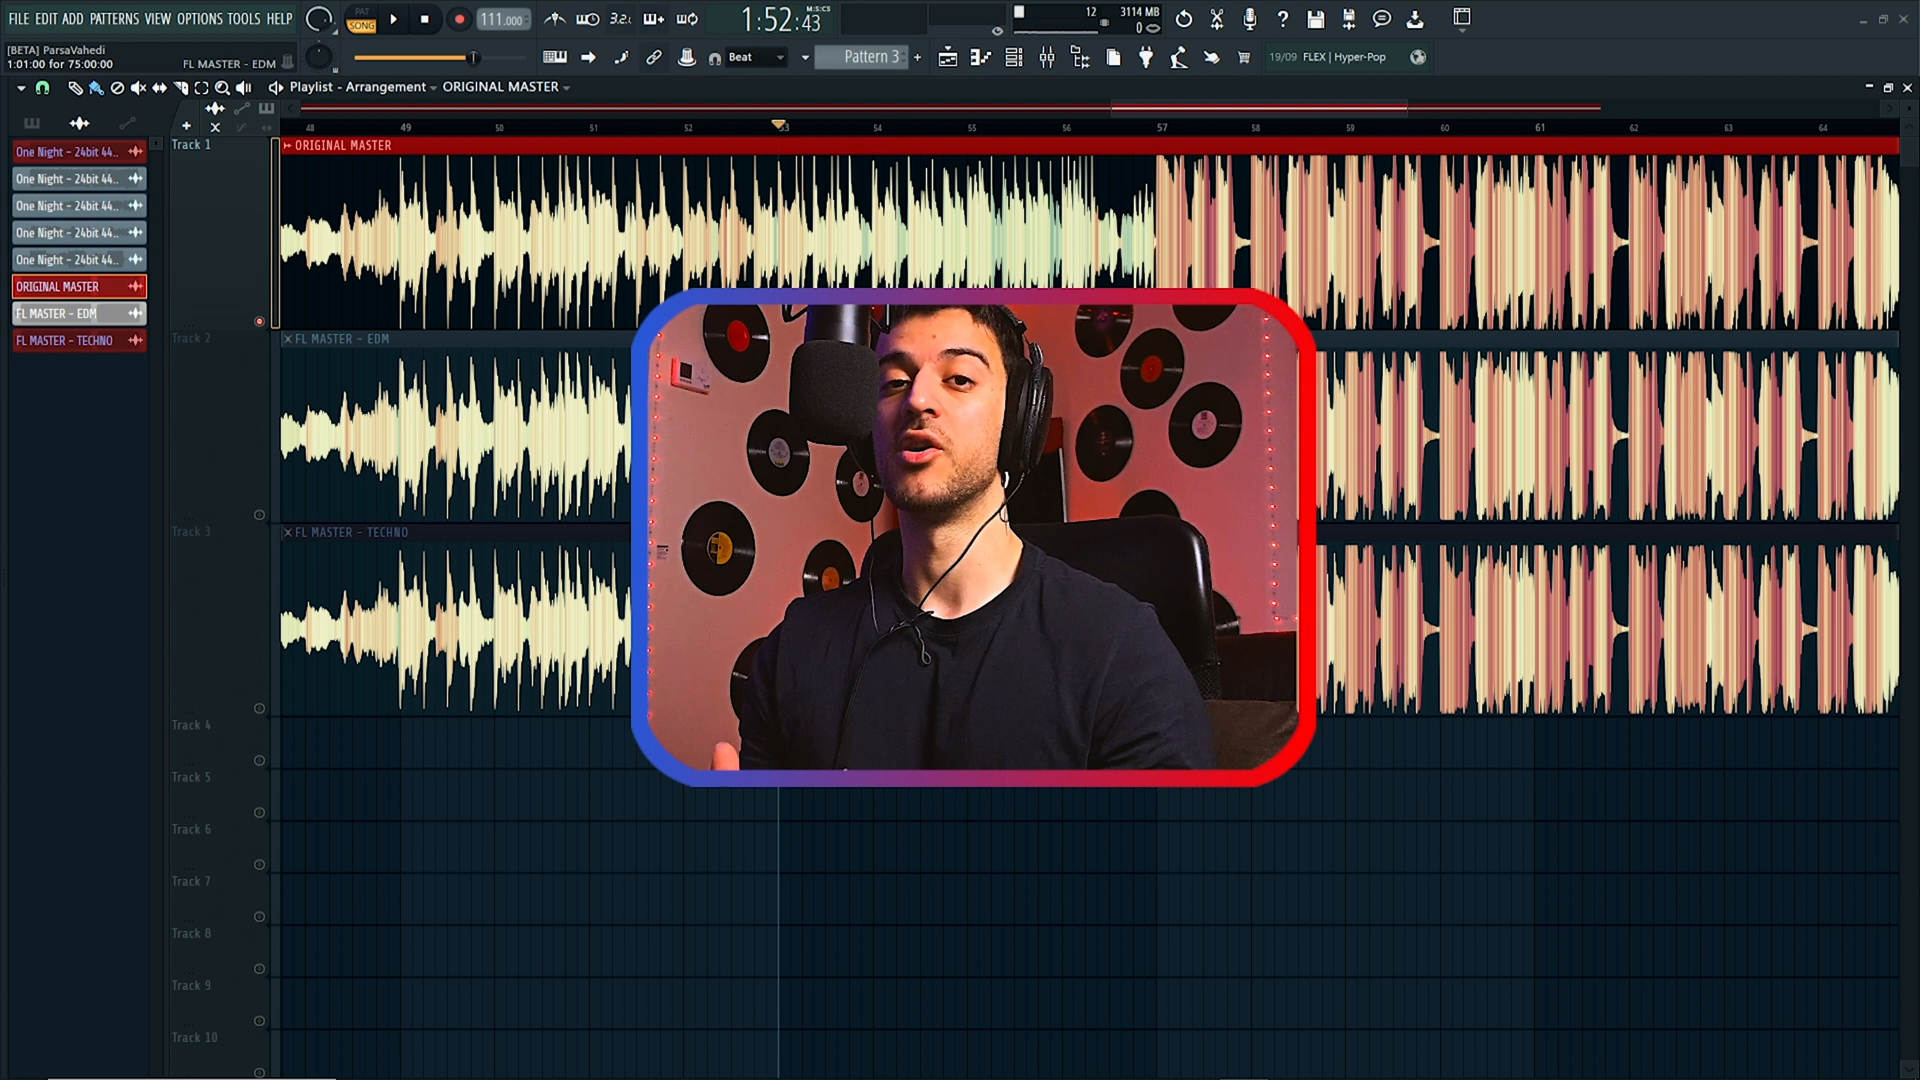 FILE EDIT ADD PATTERNS VIEW OPTIONS TOOLS HELP
PAT
SONG
111.000
3.2.1
1:52:43
M:S:CS
12
3114 MB
0
[BETA] ParsaVahedi
1:01:00 for 75:00:00
FL MASTER - EDM
Beat
Pattern 3
+
19/09 FLEX | Hyper-Pop
Playlist - Arrangement
ORIGINAL MASTER
48 49 50 51 52 53 54 55 56 57 58 59 60 61 62 63 64
One Night - 24bit 44..
One Night - 24bit 44..
One Night - 24bit 44..
One Night - 24bit 44..
One Night - 24bit 44..
ORIGINAL MASTER
FL MASTER - EDM
FL MASTER - TECHNO
Track 1
ORIGINAL MASTER
Track 2
FL MASTER - EDM
Track 3
FL MASTER - TECHNO
Track 4
Track 5
Track 6
Track 7
Track 8
Track 9
Track 10